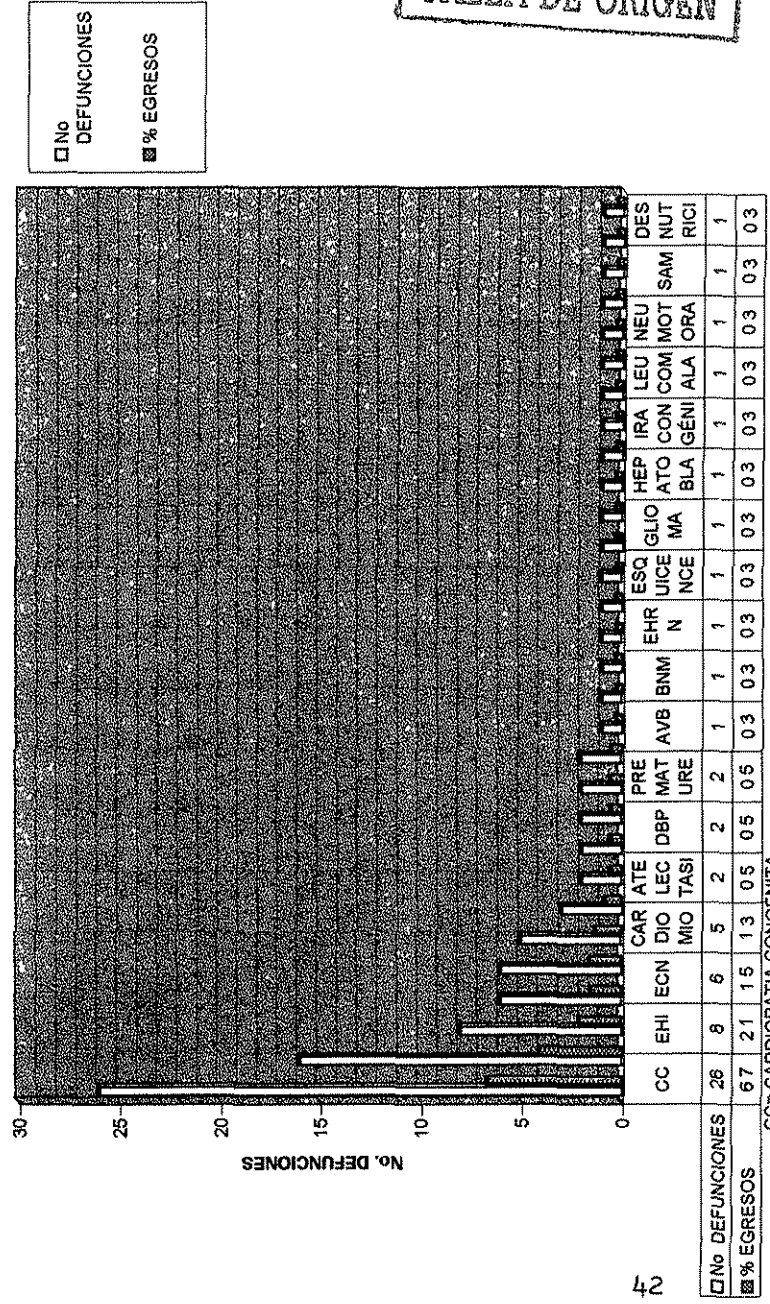 FALLA DE ORIGEN
No
DEFUNCIONES
% EGRESOS
No. DEFUNCIONES
30
25
20
15
10
5
0
CC EHI ECN CAR DIO MIO ATE LEC TASI DBP PRE MAT URE AVB BNM EHR N ESQ UICE NCE GLIO MA HEP ATO BLA IRA CON GÉNI LEU COM ALA NEU MOT ORA SAM DES NUT RICI
No DEFUNCIONES 26 8 6 5 2 2 2 1 1 1 1 1 1 1 1 1 1 1
% EGRESOS 67 21 15 13 05 05 05 03 03 03 03 03 03 03 03 03 03 03
CC= CARDIOPATIA CONGENITA
42